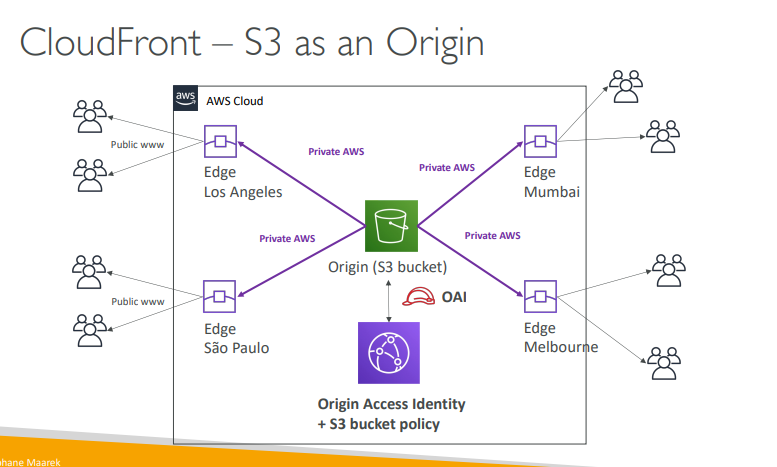 CloudFront – S3 as an Origin
aws
AWS Cloud
Public www
Edge
Los Angeles
Private AWS
Private AWS
Edge
Mumbai
Private AWS
Private AWS
Origin (S3 bucket)
OAI
Public www
Edge
São Paulo
Edge
Melbourne
Origin Access Identity
+ S3 bucket policy
Maarek